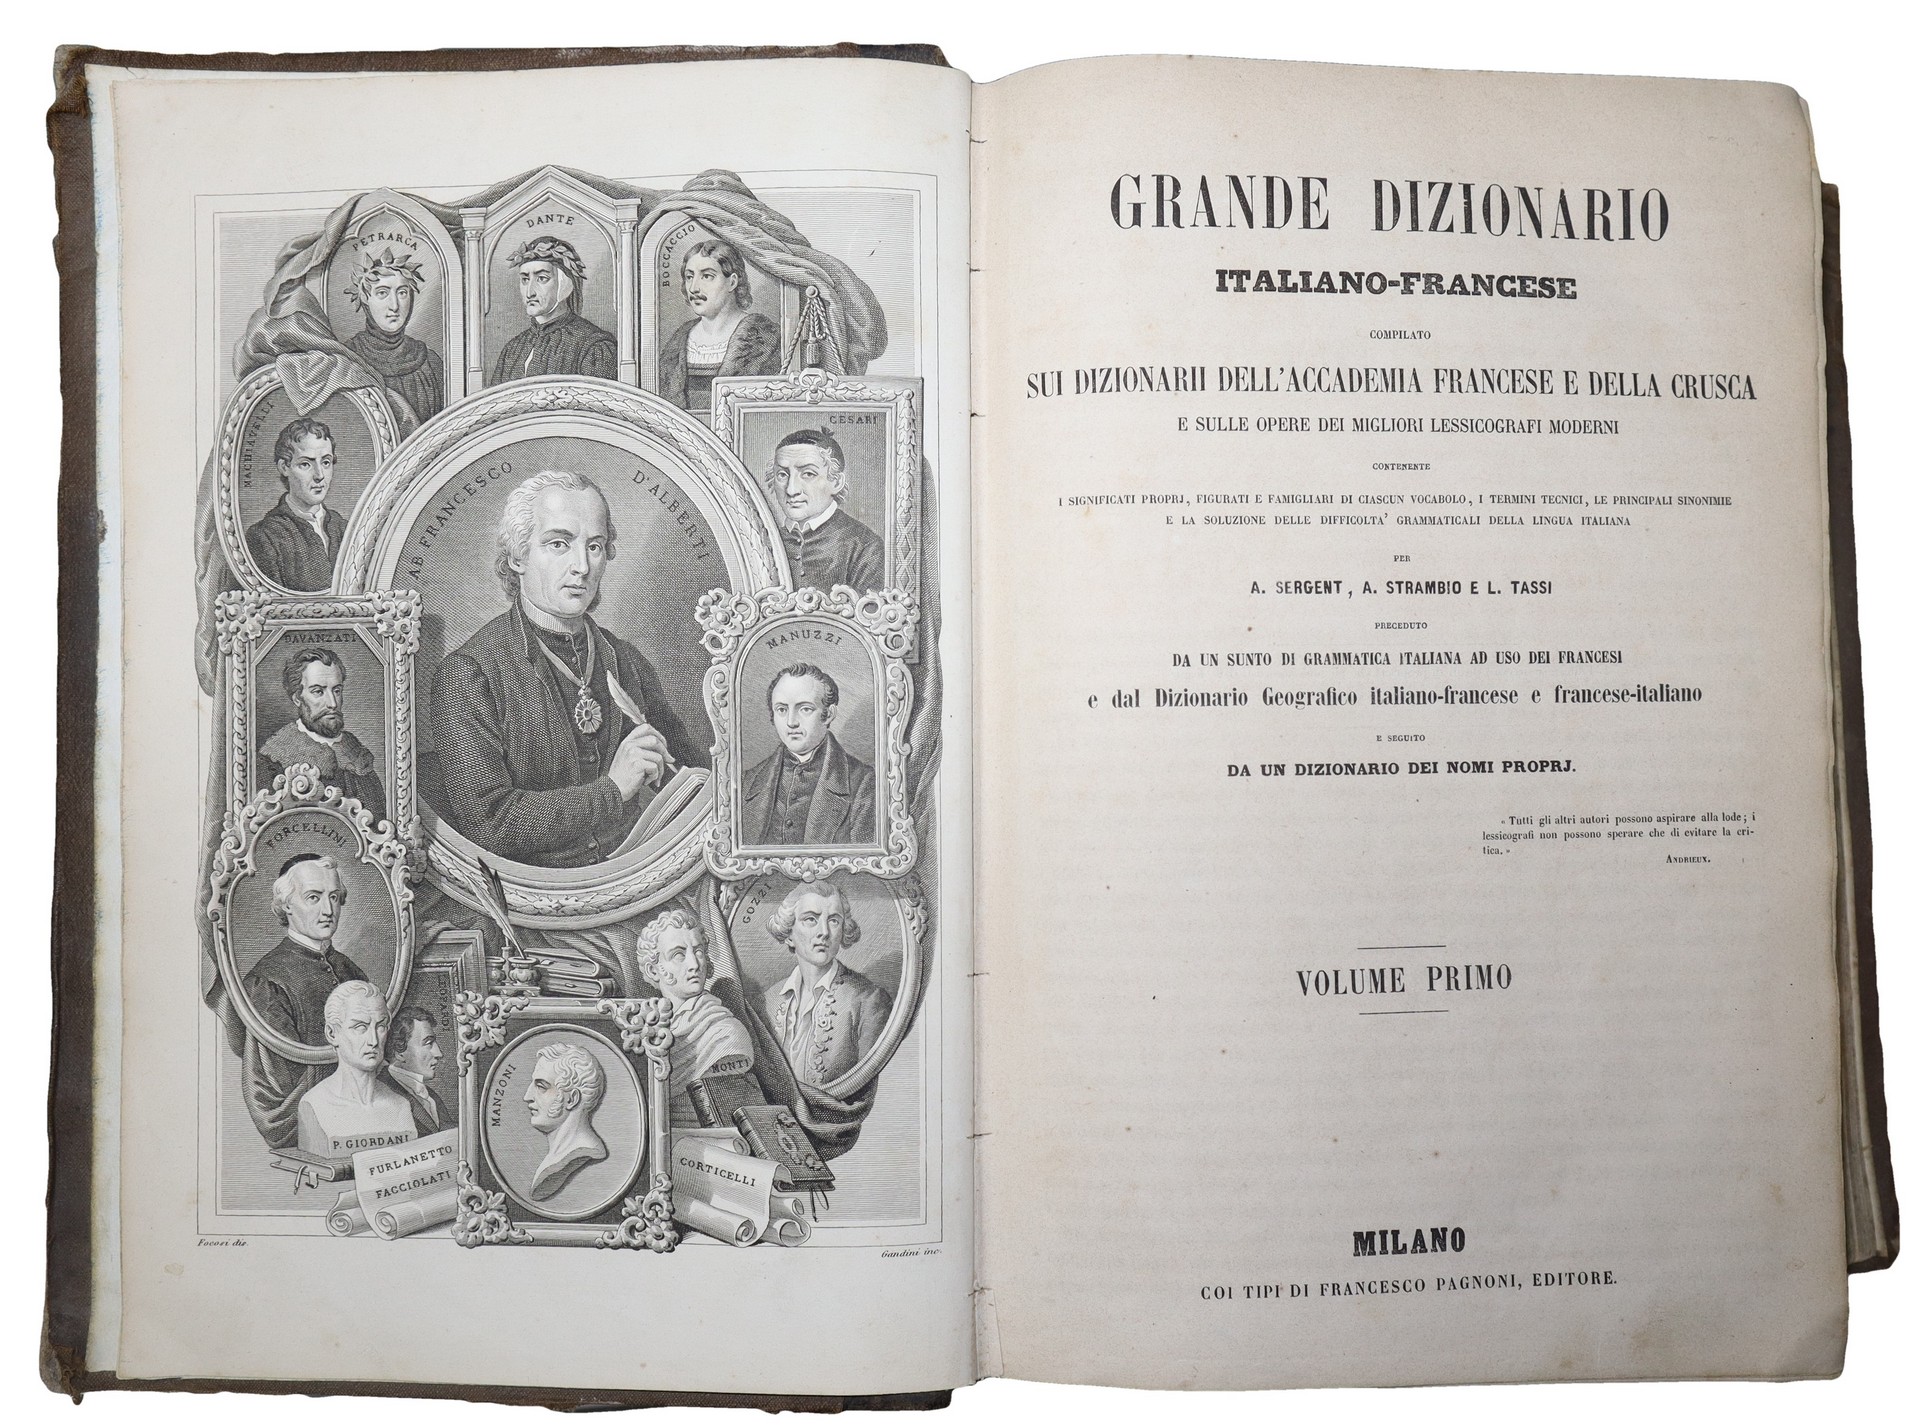 PETRARCA
DANTE
BOCCACCIO
MACHIAVELLI
CESARI
AB FRANCESCO D'ALBERTI
DAVANZATI
MANUZZI
FORCELLINI
GOZZI
LEOPARDI
MONTI
MANZONI
P. GIORDANI
FURLANETTO
FACCIOLATI
CORTICELLI
Focosi dis.
Gandini inc.
GRANDE DIZIONARIO
ITALIANO-FRANCESE
COMPILATO
SUI DIZIONARII DELL'ACCADEMIA FRANCESE E DELLA CRUSCA
E SULLE OPERE DEI MIGLIORI LESSICOGRAFI MODERNI
CONTENENTE
I SIGNIFICATI PROPRJ, FIGURATI E FAMIGLIARI DI CIASCUN VOCABOLO, I TERMINI TECNICI, LE PRINCIPALI SINONIMIE
E LA SOLUZIONE DELLE DIFFICOLTA' GRAMMATICALI DELLA LINGUA ITALIANA
PER
A. SERGENT, A. STRAMBIO E L. TASSI
PRECEDUTO
DA UN SUNTO DI GRAMMATICA ITALIANA AD USO DEI FRANCESI
e dal Dizionario Geografico italiano-francese e francese-italiano
E SEGUITO
DA UN DIZIONARIO DEI NOMI PROPRJ.
« Tutti gli altri autori possono aspirare alla lode; i
lessicografi non possono sperare che di evitare la cri-
tica. »
ANDRIEUX.
VOLUME PRIMO
MILANO
COI TIPI DI FRANCESCO PAGNONI, EDITORE.